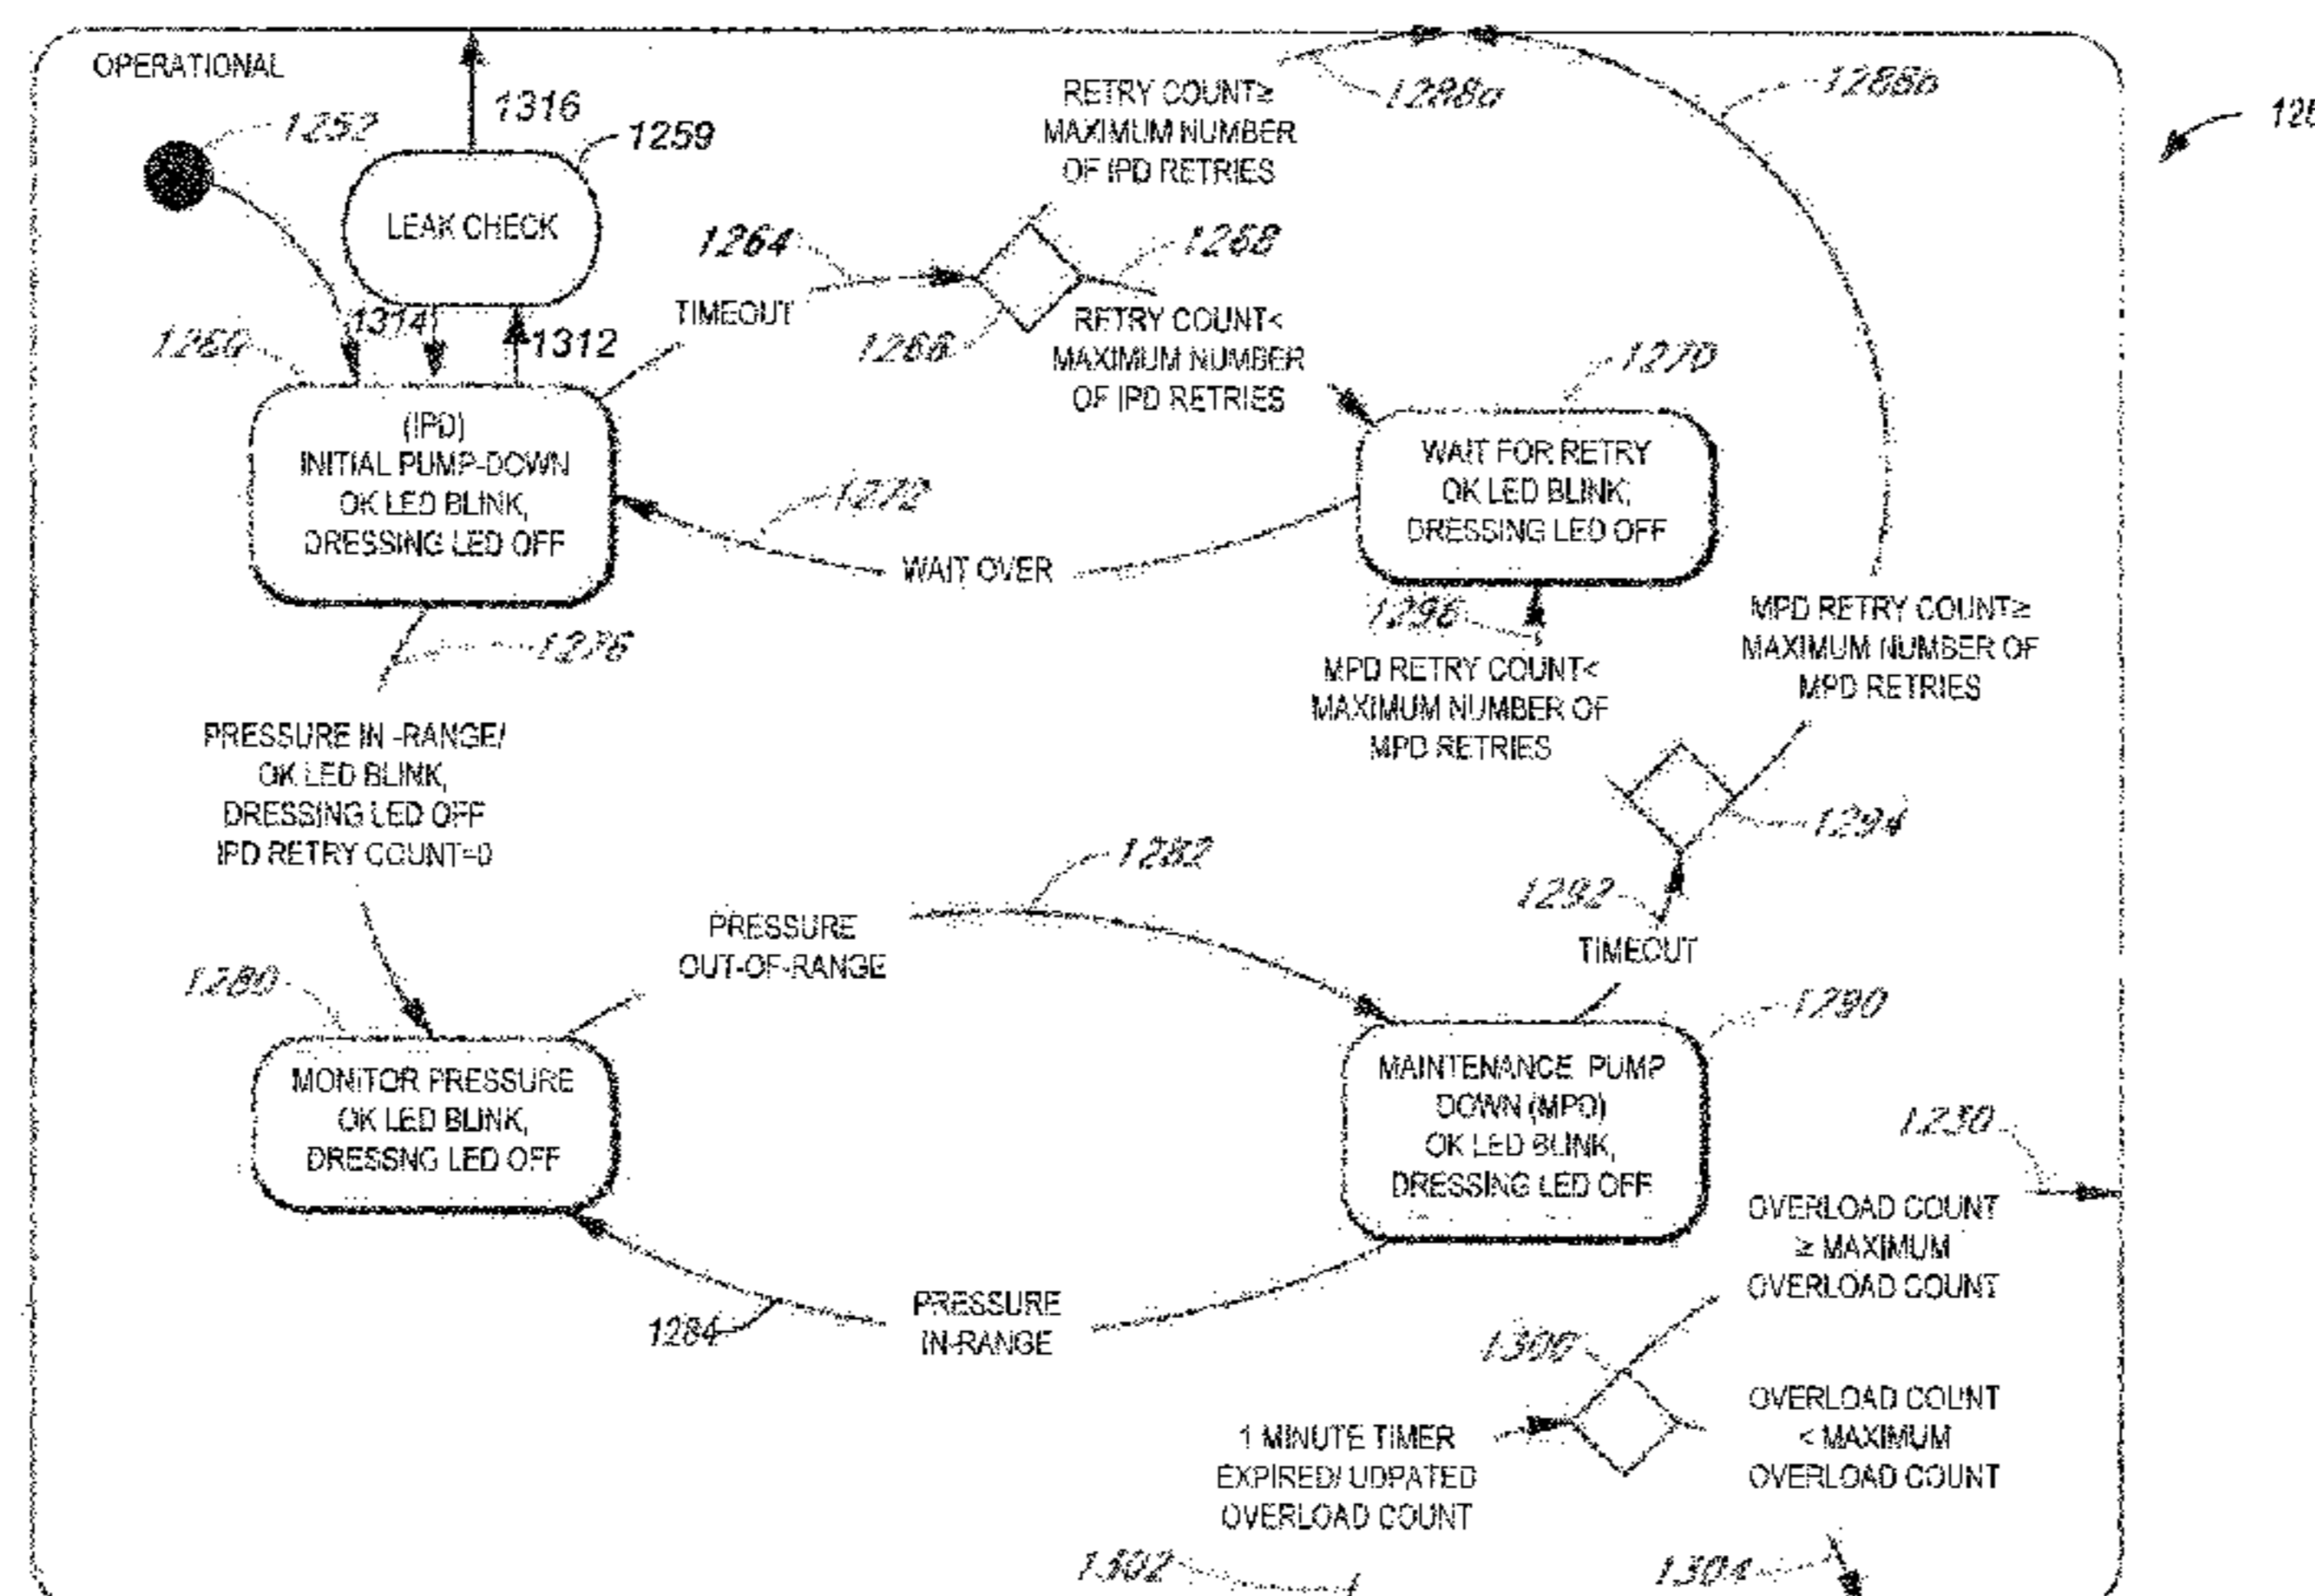 OPERATIONAL
1316
1252
1259
LEAK CHECK
RETRY COUNT≥
MAXIMUM NUMBER
OF IPD RETRIES
1288a
1288b
1264
TIMEOUT
1268
1266
RETRY COUNT<
MAXIMUM NUMBER
OF IPD RETRIES
1314
1312
1260
(IPD)
INITIAL PUMP-DOWN
OK LED BLINK,
DRESSING LED OFF
1270
WAIT FOR RETRY
OK LED BLINK,
DRESSING LED OFF
1272
WAIT OVER
1276
1296
MPD RETRY COUNT<
MAXIMUM NUMBER OF
MPD RETRIES
MPD RETRY COUNT≥
MAXIMUM NUMBER OF
MPD RETRIES
PRESSURE IN -RANGE/
OK LED BLINK,
DRESSING LED OFF
IPD RETRY COUNT=0
1294
1282
1292
TIMEOUT
PRESSURE
OUT-OF-RANGE
1280
MONITOR PRESSURE
OK LED BLINK,
DRESSNG LED OFF
1290
MAINTENANCE PUMP
DOWN (MPD)
OK LED BLINK,
DRESSING LED OFF
1230
OVERLOAD COUNT
≥ MAXIMUM
OVERLOAD COUNT
1284
PRESSURE
IN-RANGE
1300
1 MINUTE TIMER
EXPIRED/ UDPATED
OVERLOAD COUNT
OVERLOAD COUNT
< MAXIMUM
OVERLOAD COUNT
1302
1304